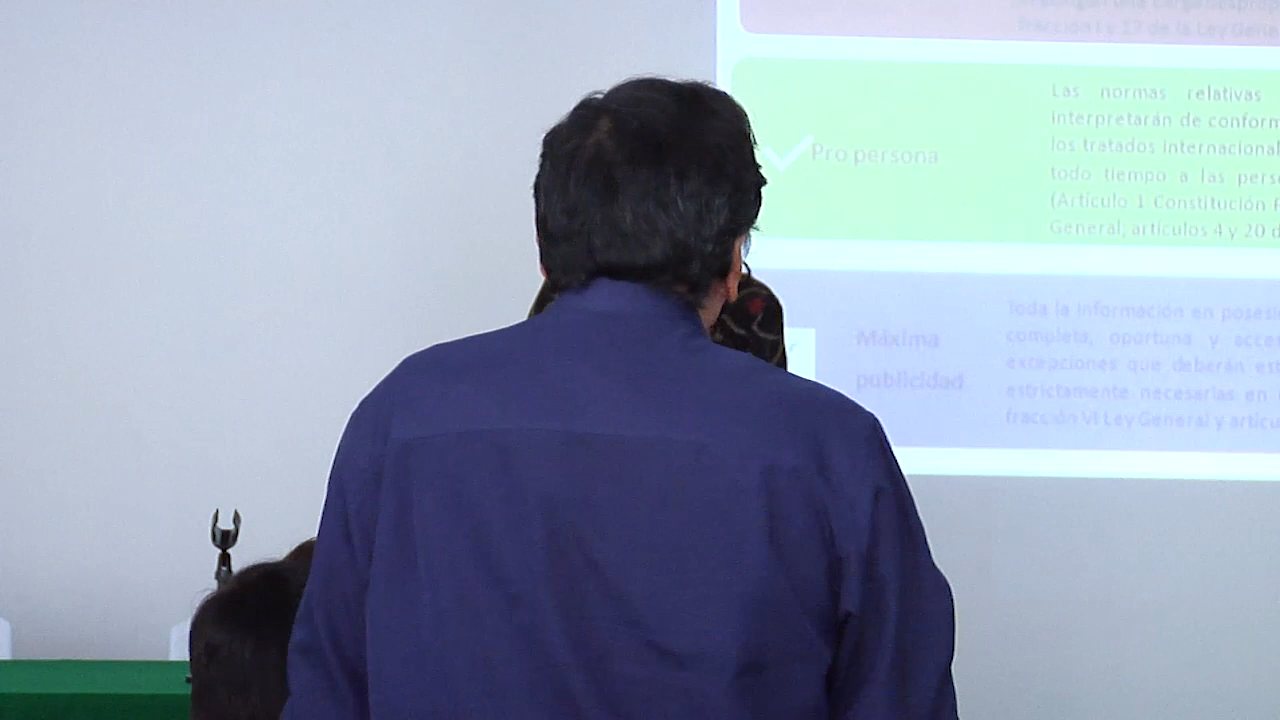 fracción I y 17 de la Ley Gene
Pro persona
Las normas relativas
interpretarán de conform
los tratados internacional
todo tiempo a las perso
(Artículo 1 Constitución
General, artículos 4 y 20 d
Máxima
publicidad
Toda la información en posesi
completa, oportuna y acce
excepciones que deberán est
estrictamente necesarias en
fracción VI Ley General y artícu